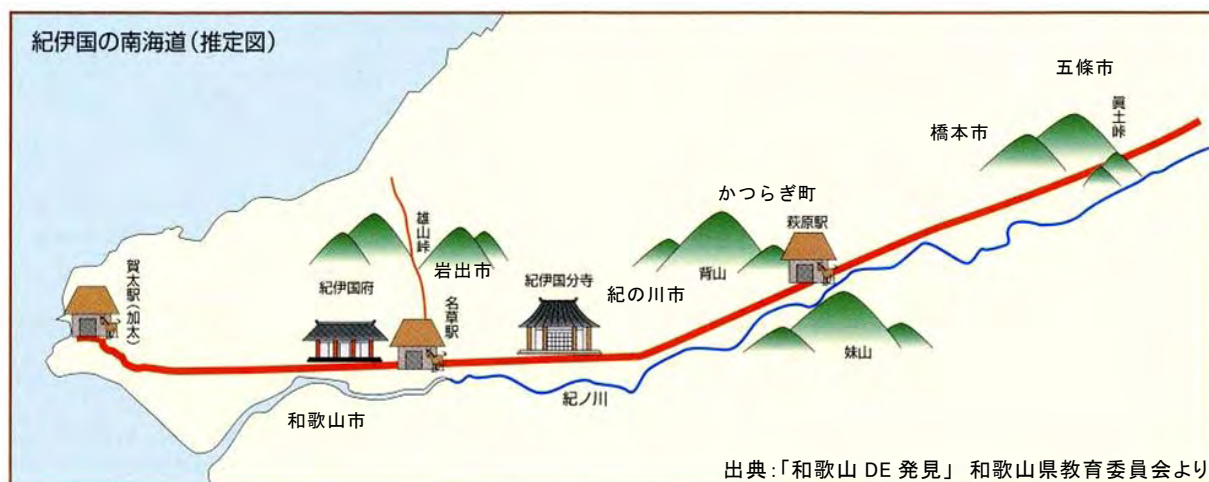 紀伊国の南海道(推定図)
五條市
眞土峠
橋本市
かつらぎ町
萩原駅
背山
雄山峠
岩出市
紀伊国府
名草駅
紀伊国分寺
紀の川市
賀太駅(加太)
妹山
紀ノ川
和歌山市
出典:「和歌山 DE 発見」 和歌山県教育委員会より